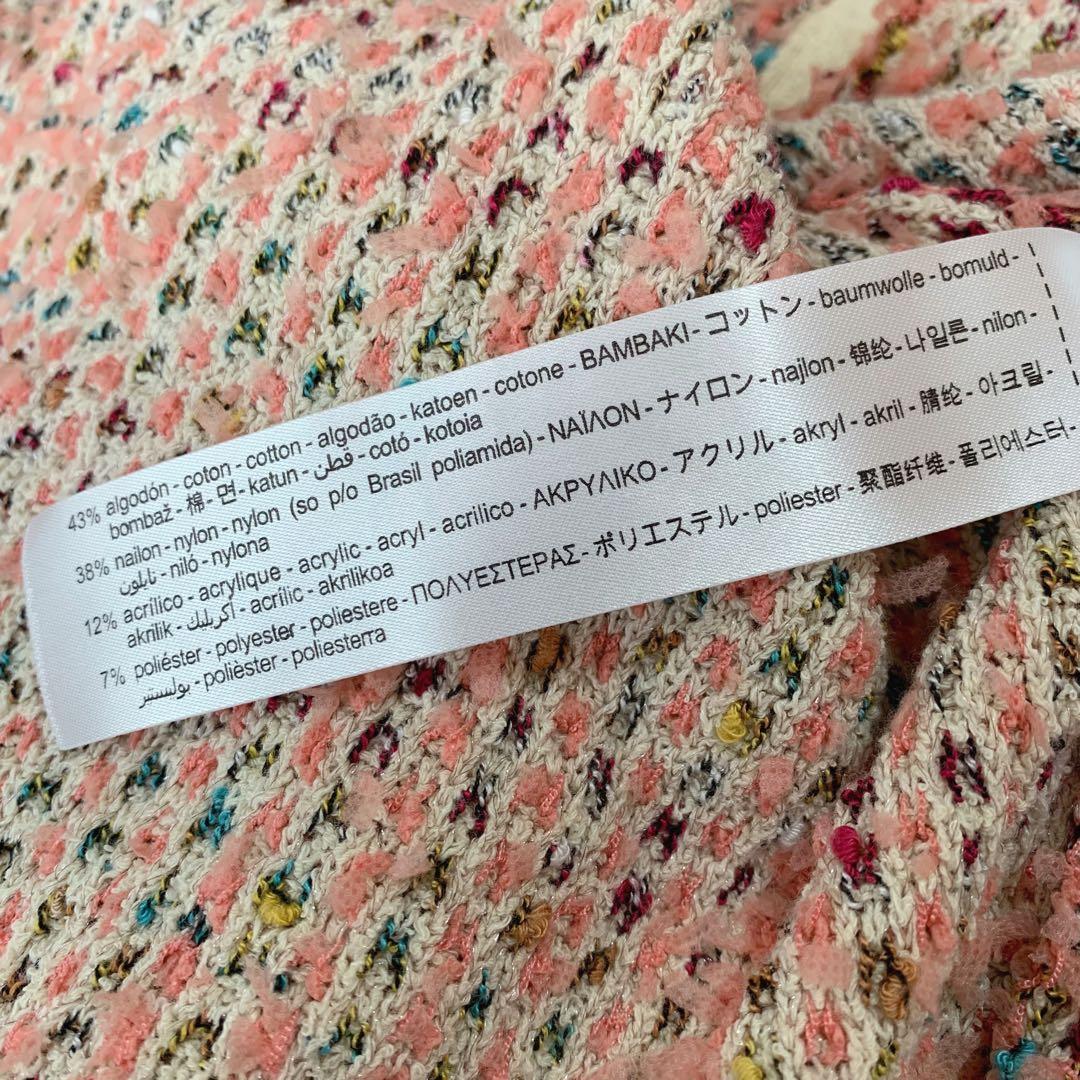 43% algodón - coton - cotton - algodão - katoen - cotone - ΒΑΜΒΑΚΙ - コットン - baumwolle - bomuld -
bombaž - 棉 - 면 - katun - قطن - cotó - kotoia
38% nailon - nylon - nylon (so p/o Brasil poliamida) - ΝΑΪΛΟΝ - ナイロン - najlon - 锦纶 - 나일론 - nilon -
نايلون - niló - nylona
12% acrílico - acrylique - acrylic - acryl - acrilico - ΑΚΡΥΛΙΚΟ - アクリル - akryl - akril -腈纶 - 아크릴 -
akrilik - أكريليك - acrílic - akrilikoa
7% poliéster - polyester - poliestere - ΠΟΛΥΕΣΤΕΡΑΣ - ポリエステル - poliester - 聚酯纤维 - 폴리에스터 -
بوليستر - polièster - poliesterra